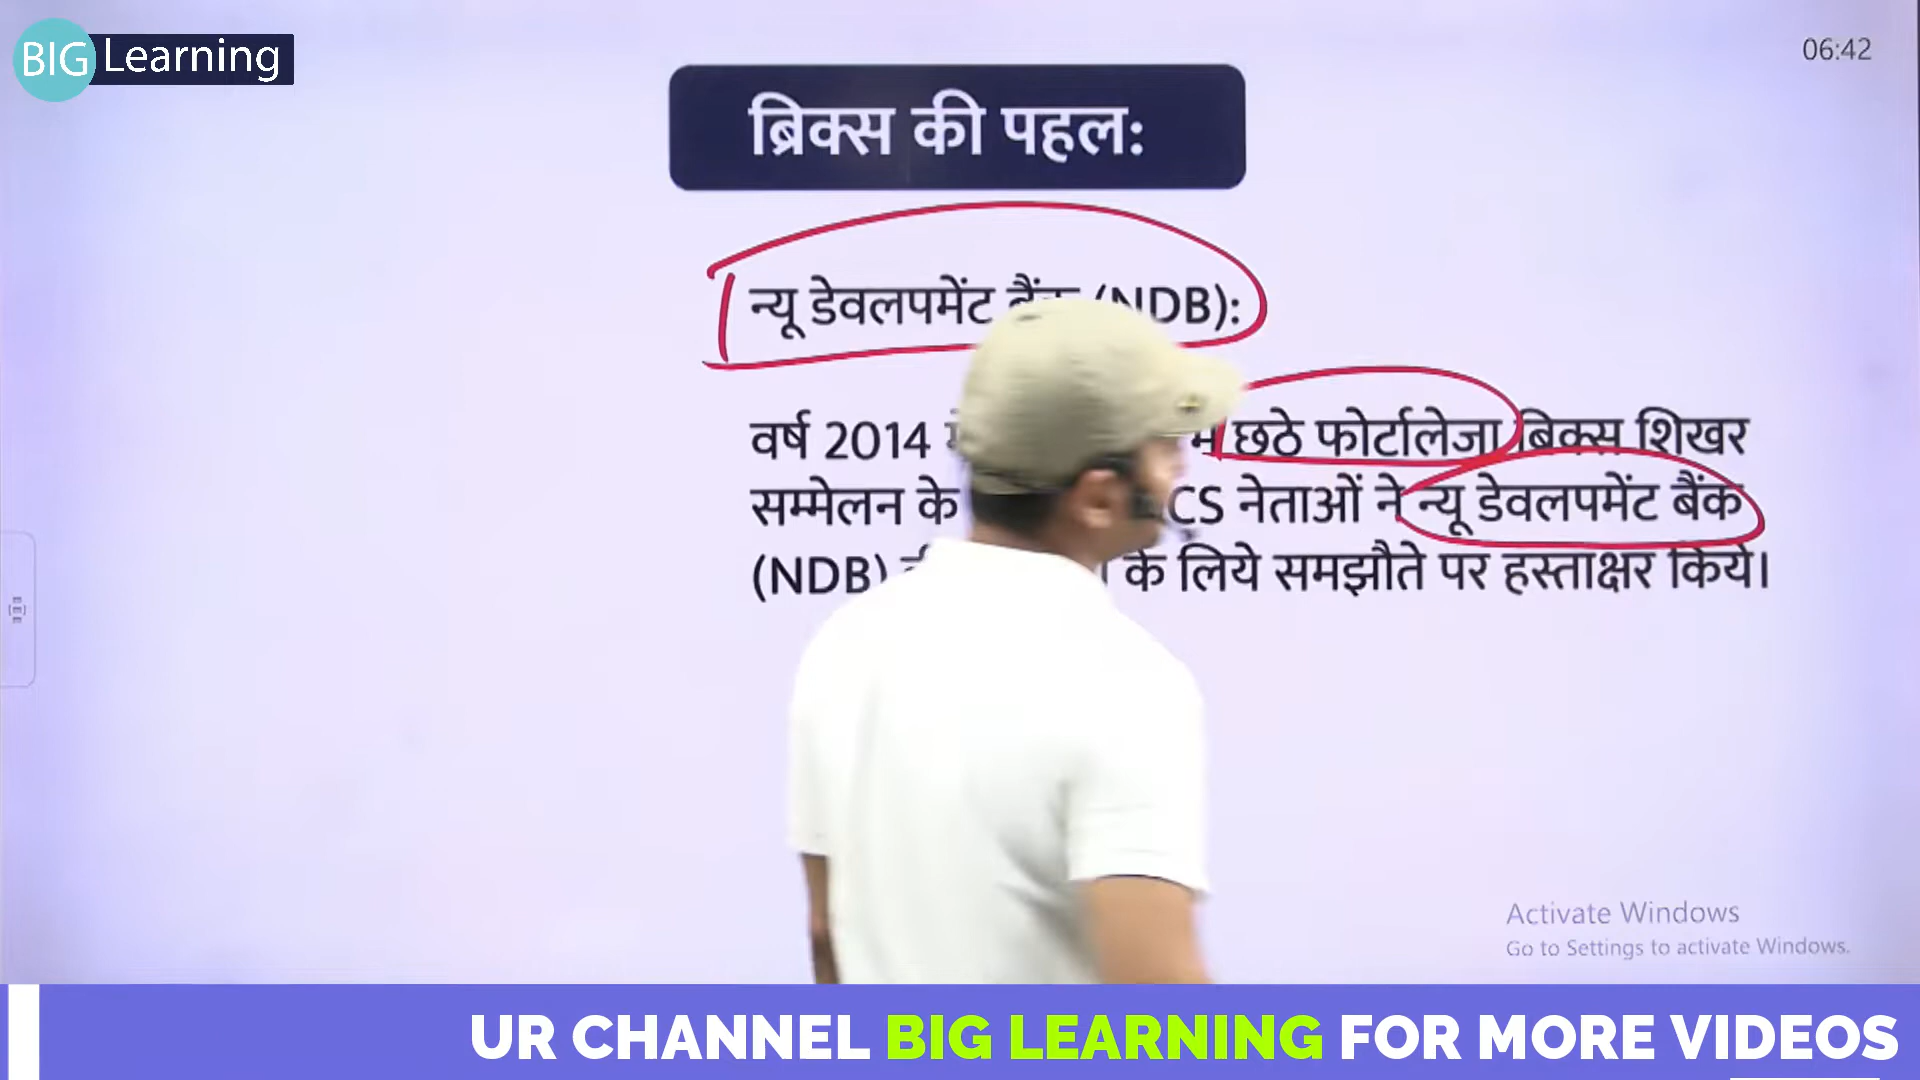 BIG Learning
06:42
ब्रिक्स की पहल:
न्यू डेवलपमेंट (NDB):
वर्ष 2014 छठे फोर्टालेजा ब्रिक्स शिखर
सम्मेलन के नेताओं ने न्यू डेवलपमेंट बैंक
(NDB) के लिये समझौते पर हस्ताक्षर किये।
Activate Windows
Go to Settings to activate Windows.
UR CHANNEL BIG LEARNING FOR MORE VIDEOS